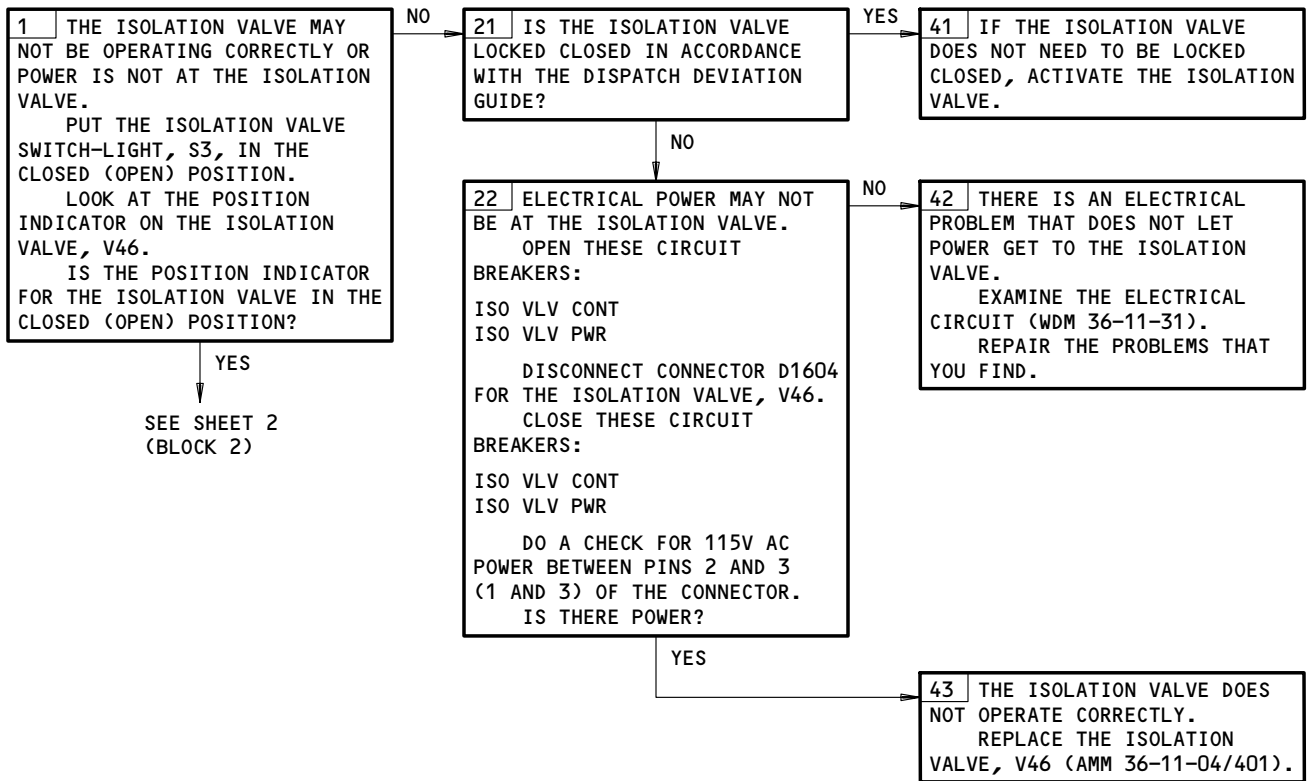 1 THE ISOLATION VALVE MAY
NOT BE OPERATING CORRECTLY OR
POWER IS NOT AT THE ISOLATION
VALVE.
PUT THE ISOLATION VALVE
SWITCH-LIGHT, S3, IN THE
CLOSED (OPEN) POSITION.
LOOK AT THE POSITION
INDICATOR ON THE ISOLATION
VALVE, V46.
IS THE POSITION INDICATOR
FOR THE ISOLATION VALVE IN THE
CLOSED (OPEN) POSITION?
YES
SEE SHEET 2
(BLOCK 2)
NO
21 IS THE ISOLATION VALVE
LOCKED CLOSED IN ACCORDANCE
WITH THE DISPATCH DEVIATION
GUIDE?
YES
41 IF THE ISOLATION VALVE
DOES NOT NEED TO BE LOCKED
CLOSED, ACTIVATE THE ISOLATION
VALVE.
NO
22 ELECTRICAL POWER MAY NOT
BE AT THE ISOLATION VALVE.
OPEN THESE CIRCUIT
BREAKERS:
ISO VLV CONT
ISO VLV PWR
DISCONNECT CONNECTOR D1604
FOR THE ISOLATION VALVE, V46.
CLOSE THESE CIRCUIT
BREAKERS:
ISO VLV CONT
ISO VLV PWR
DO A CHECK FOR 115V AC
POWER BETWEEN PINS 2 AND 3
(1 AND 3) OF THE CONNECTOR.
IS THERE POWER?
NO
42 THERE IS AN ELECTRICAL
PROBLEM THAT DOES NOT LET
POWER GET TO THE ISOLATION
VALVE.
EXAMINE THE ELECTRICAL
CIRCUIT (WDM 36-11-31).
REPAIR THE PROBLEMS THAT
YOU FIND.
YES
43 THE ISOLATION VALVE DOES
NOT OPERATE CORRECTLY.
REPLACE THE ISOLATION
VALVE, V46 (AMM 36-11-04/401).